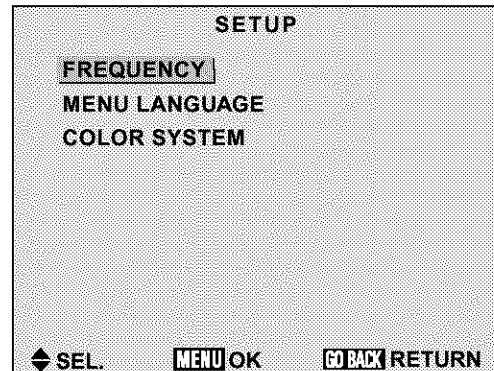 SETUP
FREQUENCY
MENU LANGUAGE
COLOR SYSTEM
SEL. MENU OK GO BACK RETURN